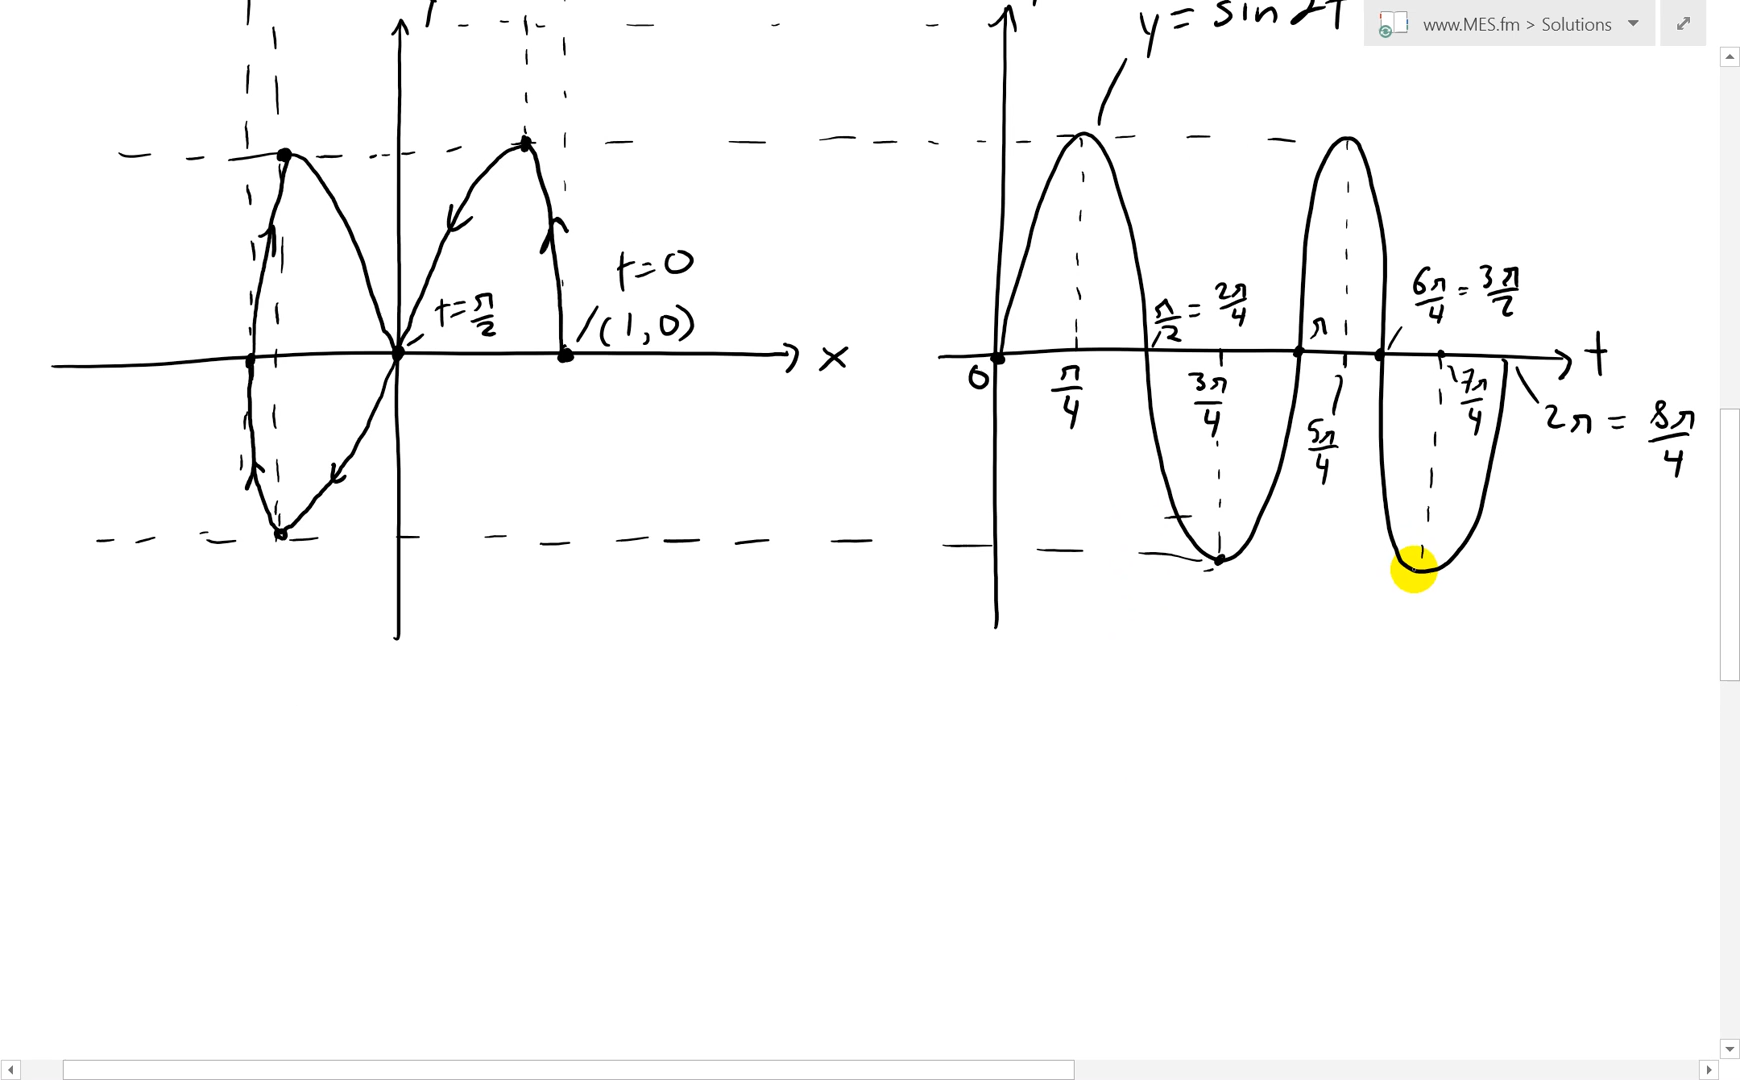 y = sin 2t
www.MES.fm > Solutions
t = 0
(1, 0)
t = π/2
x
0
π/4
π/2 = 2π/4
3π/4
π
5π/4
6π/4 = 3π/2
7π/4
2π = 8π/4
t